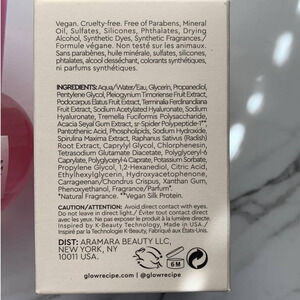 Vegan. Cruelty-free. Free of Parabens, Mineral
Oil, Sulfates, Silicones, Phthalates, Drying
Alcohol, Synthetic Dyes, Synthetic Fragrances/
Formule végane. Non testé sur les animaux.
Sans parabènes, huile minérale, sulfates, silicones,
phthalates, alcool desséchant, colorants synthétiques,
ni parfums synthétiques.
INGREDIENTS: Aqua/Water/Eau, Glycerin, Propanediol,
Pentylene Glycol, Pleiogynium Timoriense Fruit Extract,
Podocarpus Elatus Fruit Extract, Terminalia Ferdinandiana
Fruit Extract, Sodium Acetylated Hyaluronate, Sodium
Hyaluronate, Tremella Fuciformis Polysaccharide,
Acacia Seyal Gum Extract, sr-Spider Polypeptide-1**,
Pantothenic Acid, Phospholipids, Sodium Hydroxide,
Spirulina Maxima Extract, Raphanus Sativus (Radish)
Root Extract, Caprylyl Glycol, Chlorphenesin,
Tetrasodium Glutamate Diacetate, Polyglyceryl-6
Caprylate, Polyglyceryl-4 Caprate, Potassium Sorbate,
Propylene Glycol, 1,2-Hexanediol, Citric Acid,
Ethylhexylglycerin, Hydroxyacetophenone,
Carrageenan/Chondrus Crispus, Xanthan Gum,
Phenoxyethanol, Fragrance/Parfum*.
*Natural Fragrance. **Vegan Silk Protein.
CAUTION/ATTENTION: Avoid direct contact with eyes.
Do not leave in direct light./ Éviter tout contact direct
avec les yeux. Ne pas exposer le produit à la lumière directe.
Inspired by K-Beauty Technology, Made in USA./
Inspiré par la Technologie K-Beauty, Fabriqué aux États-Unis.
DIST: ARAMARA BEAUTY LLC,
NEW YORK, NY
10011 USA.
6 M
glowrecipe.com | @glowrecipe